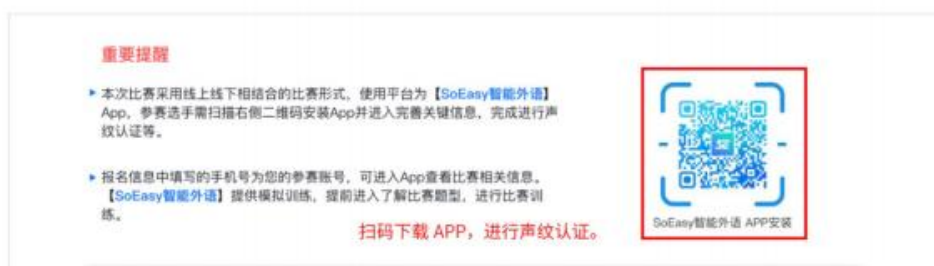 重要提醒
本次比赛采用线上线下相结合的比赛形式，使用平台为【SoEasy智能外语】
App，参赛选手需扫描右侧二维码安装App并进入完善关键信息，完成进行声
纹认证等。
报名信息中填写的手机号为您的参赛账号，可进入App查看比赛相关信息。
【SoEasy智能外语】提供模拟训练，提前进入了解比赛题型，进行比赛训
练。
扫码下载 APP，进行声纹认证。
SoEasy智能外语 APP安装